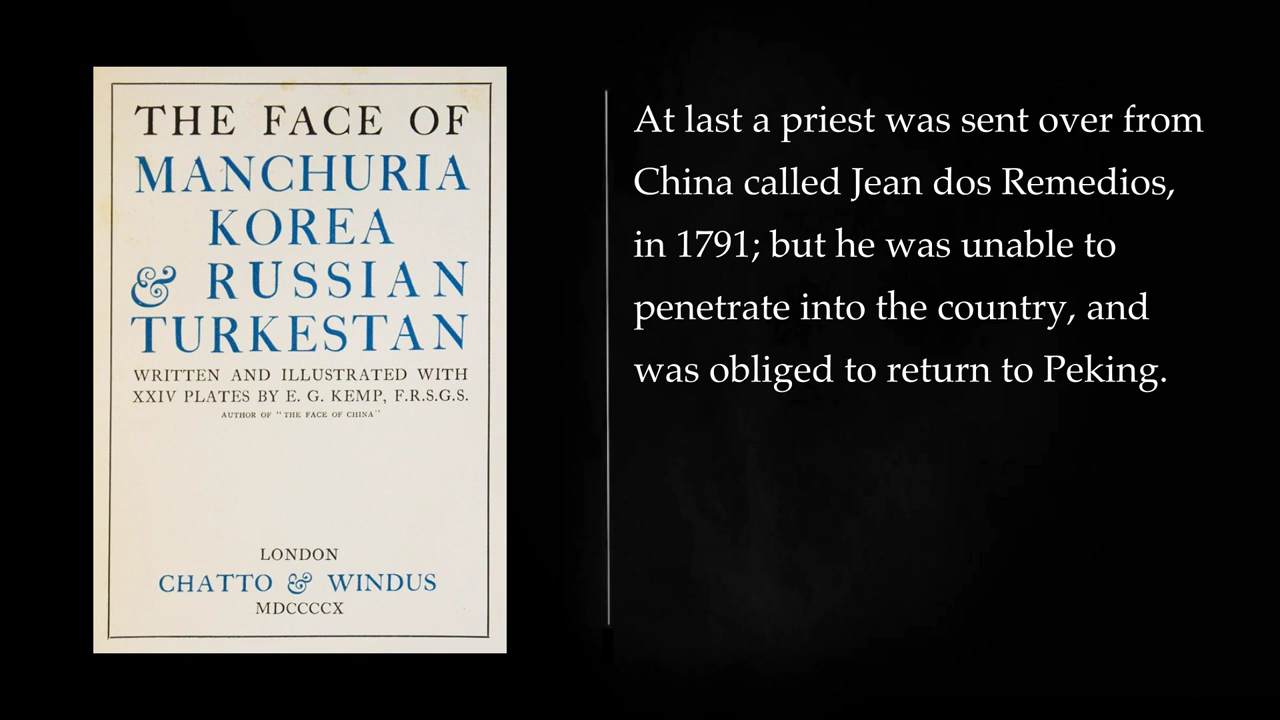 THE FACE OF
MANCHURIA
KOREA
& RUSSIAN
TURKESTAN
WRITTEN AND ILLUSTRATED WITH
XXIV PLATES BY E. G. KEMP, F.R.S.G.S.
AUTHOR OF "THE FACE OF CHINA"
LONDON
CHATTO & WINDUS
MDCCCCX
At last a priest was sent over from
China called Jean dos Remedios,
in 1791; but he was unable to
penetrate into the country, and
was obliged to return to Peking.